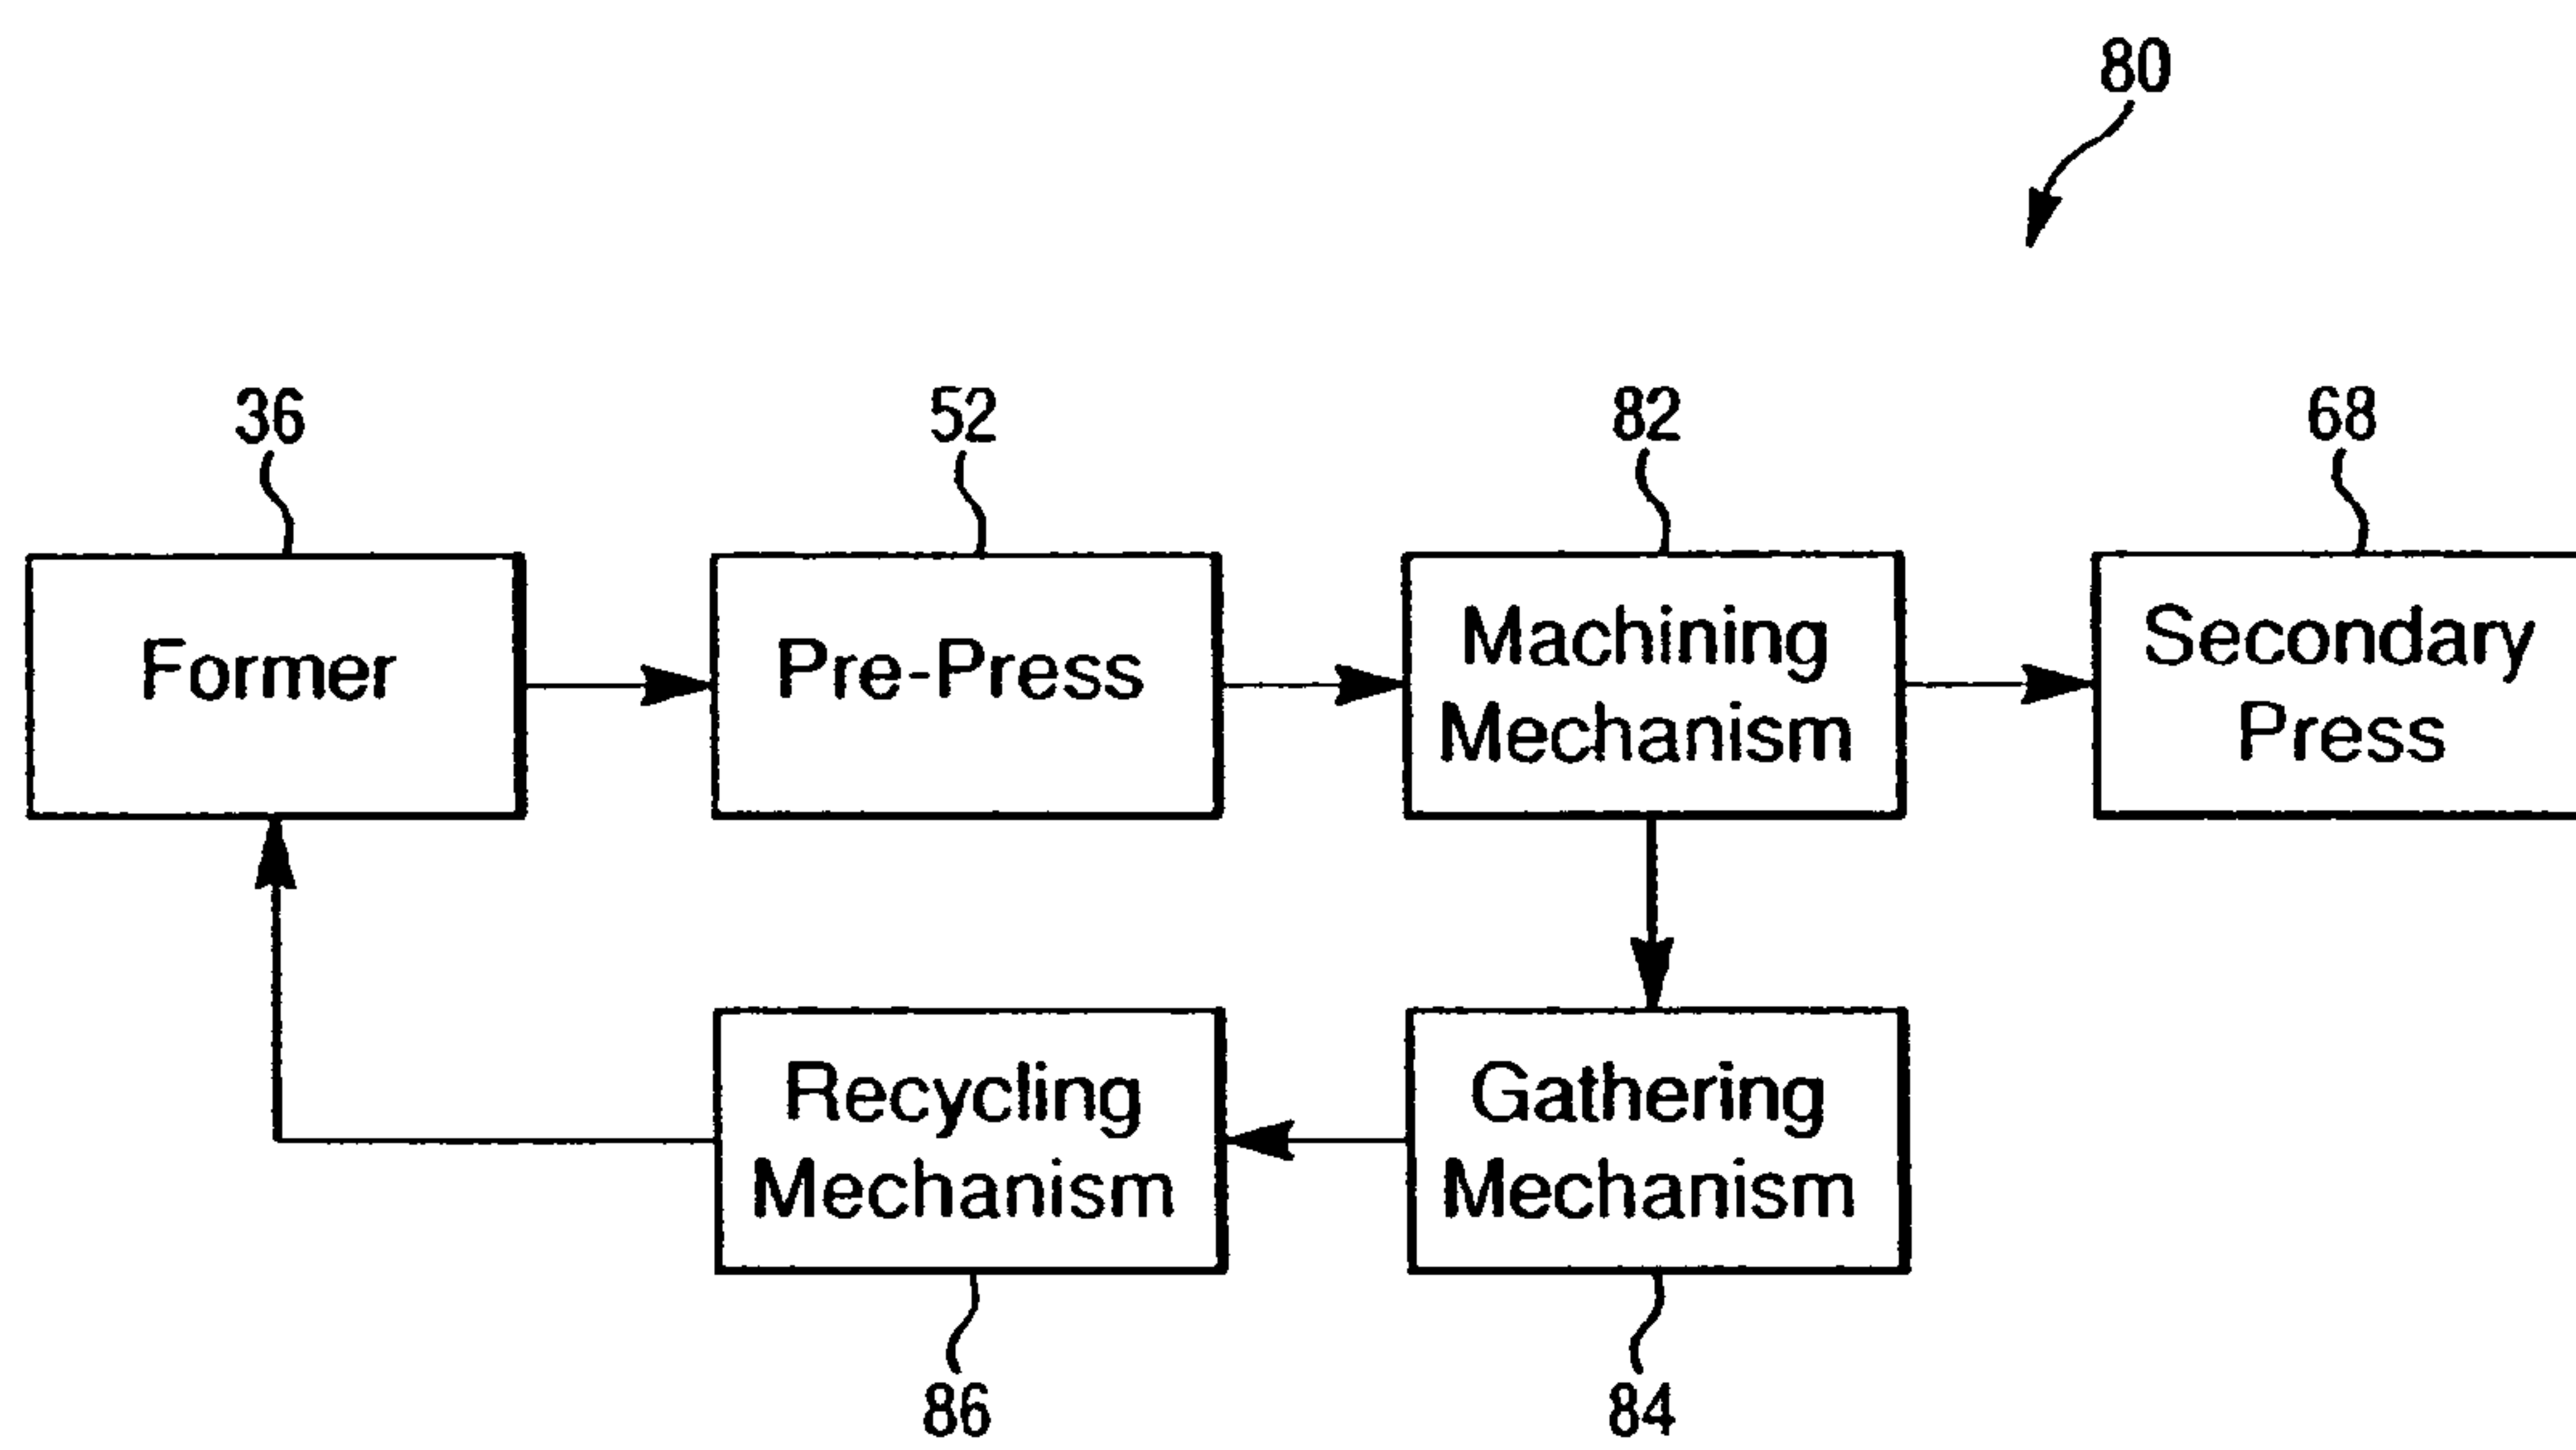 80
36
52
82
68
Former
Pre-Press
Machining
Mechanism
Secondary
Press
Recycling
Mechanism
Gathering
Mechanism
86
84